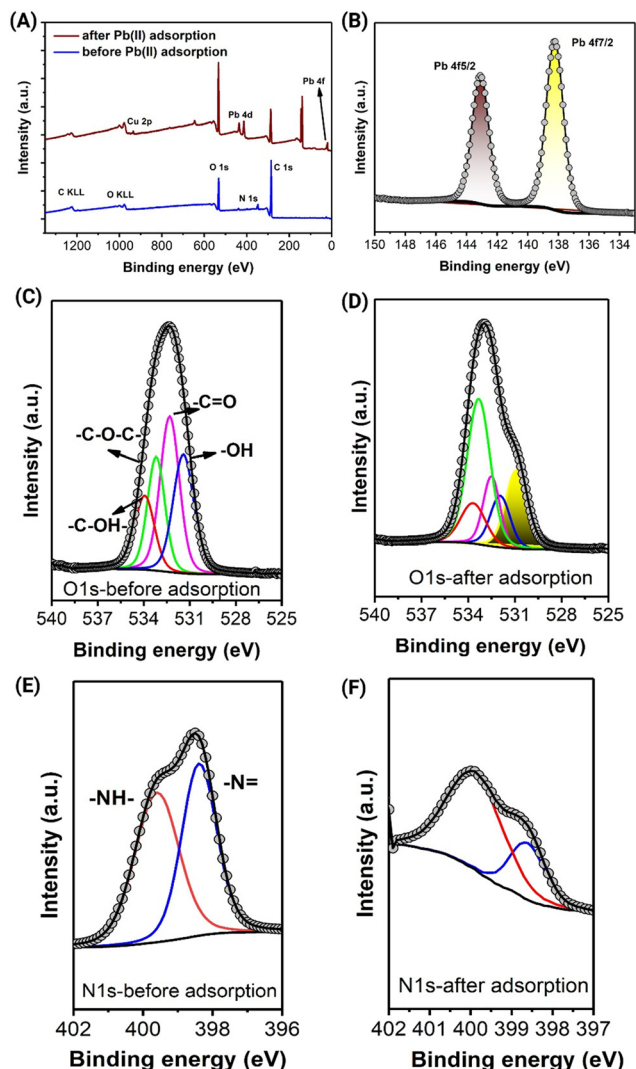 (A)
after Pb(II) adsorption
before Pb(II) adsorption
Pb 4f
Cu 2p
Pb 4d
O 1s
C 1s
C KLL
O KLL
N 1s
Intensity (a.u.)
1200 1000 800 600 400 200 0
Binding energy (eV)
(B)
Pb 4f7/2
Pb 4f5/2
Intensity (a.u.)
150 148 146 144 142 140 138 136 134
Binding energy (eV)
(C)
-C=O
-C-O-C-
-OH
-C-OH-
O1s-before adsorption
Intensity (a.u.)
540 537 534 531 528 525
Binding energy (eV)
(D)
O1s-after adsorption
Intensity (a.u.)
540 537 534 531 528 525
Binding energy (eV)
(E)
-NH-
-N=
N1s-before adsorption
Intensity (a.u.)
402 400 398 396
Binding energy (eV)
(F)
N1s-after adsorption
Intensity (a.u.)
402 401 400 399 398 397
Binding energy (eV)